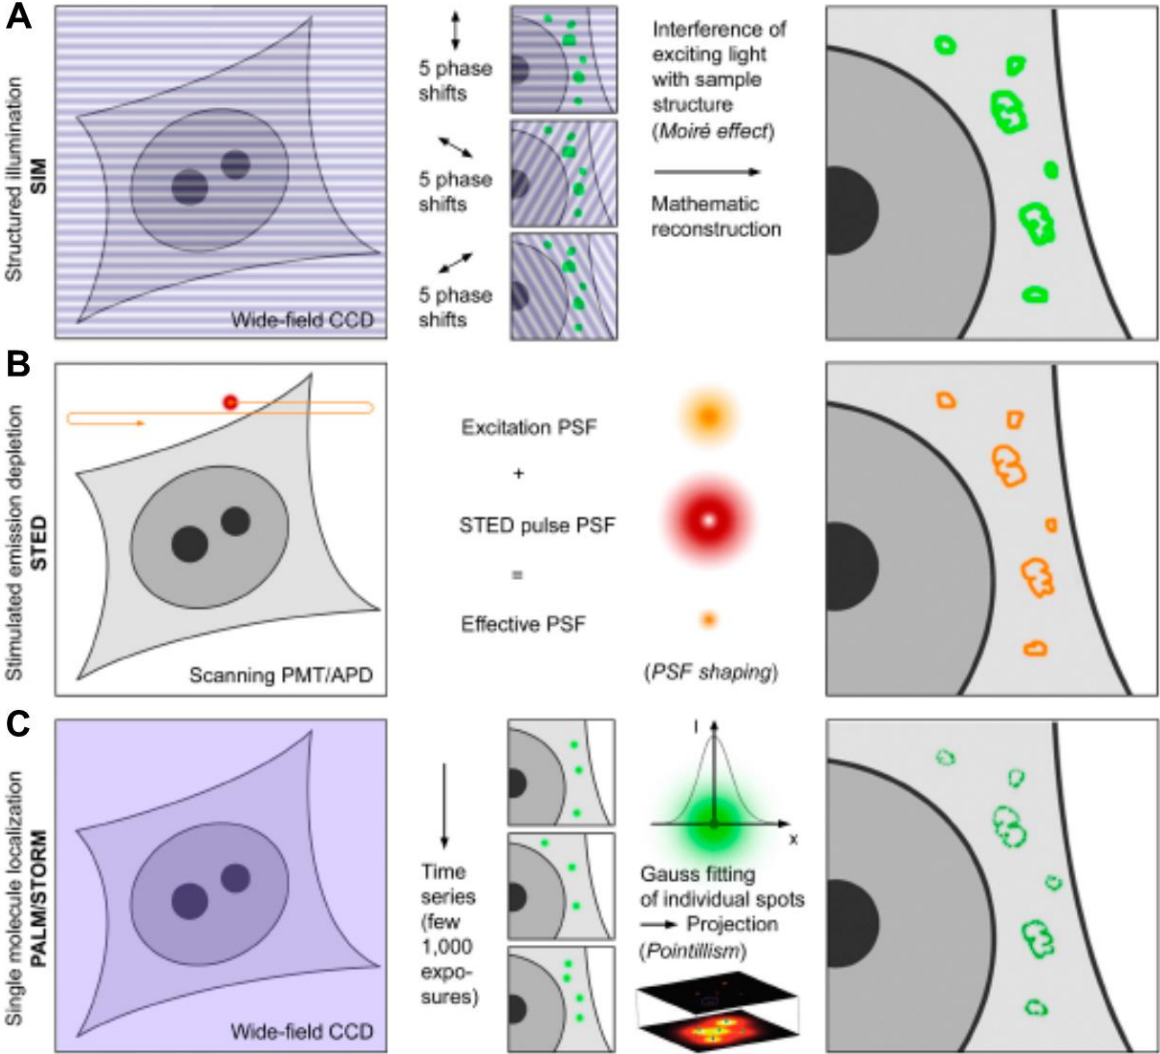 A
Structured illumination
SIM
Wide-field CCD
5 phase
shifts
5 phase
shifts
5 phase
shifts
Interference of
exciting light
with sample
structure
(Moiré effect)
Mathematic
reconstruction
B
Stimulated emission depletion
STED
Scanning PMT/APD
Excitation PSF
+
STED pulse PSF
=
Effective PSF
(PSF shaping)
C
Single molecule localization
PALM/STORM
Wide-field CCD
Time
series
(few
1,000
expo-
sures)
I
x
Gauss fitting
of individual spots
Projection
(Pointillism)